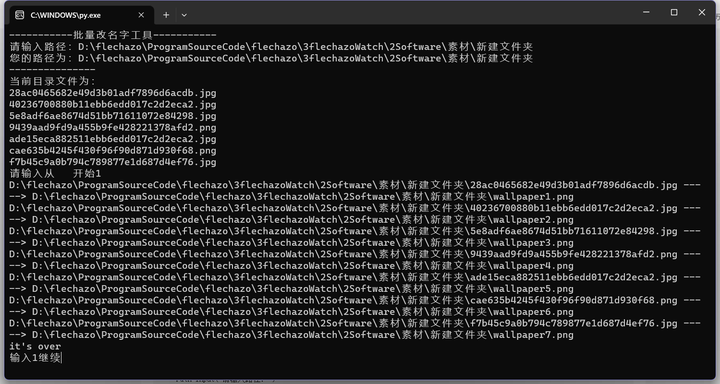 C:\WINDOWS\py.exe
-----------批量改名字工具-----------
请输入路径：D:\flechazo\ProgramSourceCode\flechazo\3flechazoWatch\2Software\素材\新建文件夹
您的路径为：D:\flechazo\ProgramSourceCode\flechazo\3flechazoWatch\2Software\素材\新建文件夹
---------------
当前目录文件为：
28ac0465682e49d3b01adf7896d6acdb.jpg
40236700880b11ebb6edd017c2d2eca2.jpg
5e8adf6ae8674d51bb71611072e84298.jpg
9439aad9fd9a455b9fe428221378afd2.png
ade15eca882511ebb6edd017c2d2eca2.jpg
cae635b4245f430f96f90d871d930f68.png
f7b45c9a0b794c789877e1d687d4ef76.jpg
请输入从   开始1
D:\flechazo\ProgramSourceCode\flechazo\3flechazoWatch\2Software\素材\新建文件夹\28ac0465682e49d3b01adf7896d6acdb.jpg ---
---> D:\flechazo\ProgramSourceCode\flechazo\3flechazoWatch\2Software\素材\新建文件夹\wallpaper1.png
D:\flechazo\ProgramSourceCode\flechazo\3flechazoWatch\2Software\素材\新建文件夹\40236700880b11ebb6edd017c2d2eca2.jpg ---
---> D:\flechazo\ProgramSourceCode\flechazo\3flechazoWatch\2Software\素材\新建文件夹\wallpaper2.png
D:\flechazo\ProgramSourceCode\flechazo\3flechazoWatch\2Software\素材\新建文件夹\5e8adf6ae8674d51bb71611072e84298.jpg ---
---> D:\flechazo\ProgramSourceCode\flechazo\3flechazoWatch\2Software\素材\新建文件夹\wallpaper3.png
D:\flechazo\ProgramSourceCode\flechazo\3flechazoWatch\2Software\素材\新建文件夹\9439aad9fd9a455b9fe428221378afd2.png ---
---> D:\flechazo\ProgramSourceCode\flechazo\3flechazoWatch\2Software\素材\新建文件夹\wallpaper4.png
D:\flechazo\ProgramSourceCode\flechazo\3flechazoWatch\2Software\素材\新建文件夹\ade15eca882511ebb6edd017c2d2eca2.jpg ---
---> D:\flechazo\ProgramSourceCode\flechazo\3flechazoWatch\2Software\素材\新建文件夹\wallpaper5.png
D:\flechazo\ProgramSourceCode\flechazo\3flechazoWatch\2Software\素材\新建文件夹\cae635b4245f430f96f90d871d930f68.png ---
---> D:\flechazo\ProgramSourceCode\flechazo\3flechazoWatch\2Software\素材\新建文件夹\wallpaper6.png
D:\flechazo\ProgramSourceCode\flechazo\3flechazoWatch\2Software\素材\新建文件夹\f7b45c9a0b794c789877e1d687d4ef76.jpg ---
---> D:\flechazo\ProgramSourceCode\flechazo\3flechazoWatch\2Software\素材\新建文件夹\wallpaper7.png
it's over
输入1继续